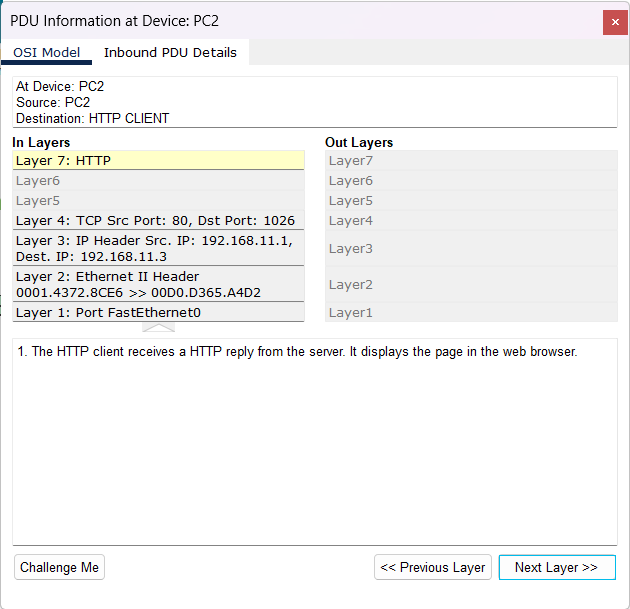 PDU Information at Device: PC2
OSI Model
Inbound PDU Details
At Device: PC2
Source: PC2
Destination: HTTP CLIENT
In Layers
Layer 7: HTTP
Layer6
Layer5
Layer 4: TCP Src Port: 80, Dst Port: 1026
Layer 3: IP Header Src. IP: 192.168.11.1,
Dest. IP: 192.168.11.3
Layer 2: Ethernet II Header
0001.4372.8CE6 >> 00D0.D365.A4D2
Layer 1: Port FastEthernet0
Out Layers
Layer7
Layer6
Layer5
Layer4
Layer3
Layer2
Layer1
1. The HTTP client receives a HTTP reply from the server. It displays the page in the web browser.
Challenge Me
<< Previous Layer
Next Layer >>